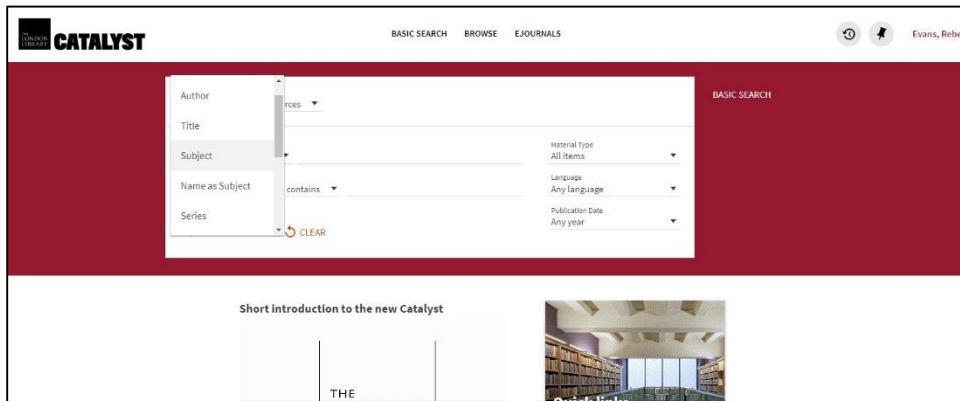 THE LONDON LIBRARY CATALYST
BASIC SEARCH BROWSE EJOURNALS
Evans, Rebe
BASIC SEARCH
Author
Title
Subject
Name as Subject
Series
rces
contains
CLEAR
Material Type
All items
Language
Any language
Publication Date
Any year
Short introduction to the new Catalyst
THE
Quick links